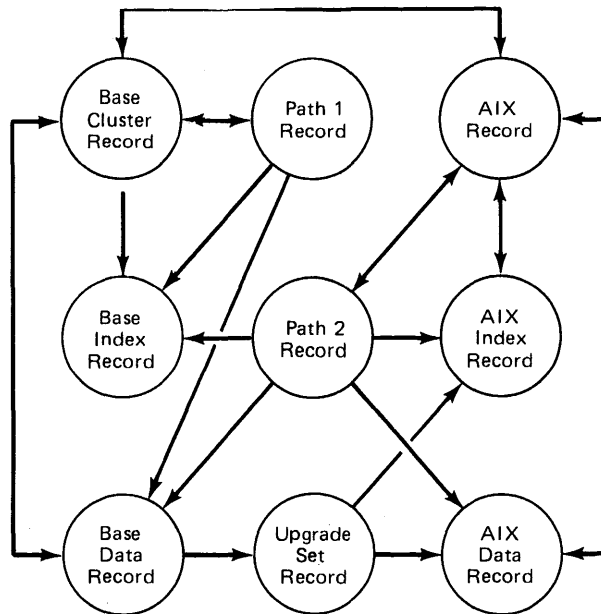 Base
Cluster
Record
Path 1
Record
AIX
Record
Base
Index
Record
Path 2
Record
AIX
Index
Record
Base
Data
Record
Upgrade
Set
Record
AIX
Data
Record